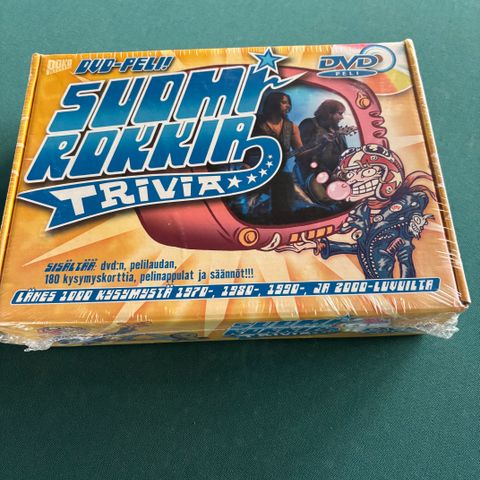 DVD-PELI!!
SUOMI
ROKKIA
TRIVIA
DVD
PELI
SISÄLTÄÄ: dvd:n, pelilaudan,
180 kysymyskorttia, pelinappulat ja säännöt!!!
LÄHES 1000 KYSYMYSTÄ 1970-, 1980-, 1990-, JA 2000-LUVUILTA